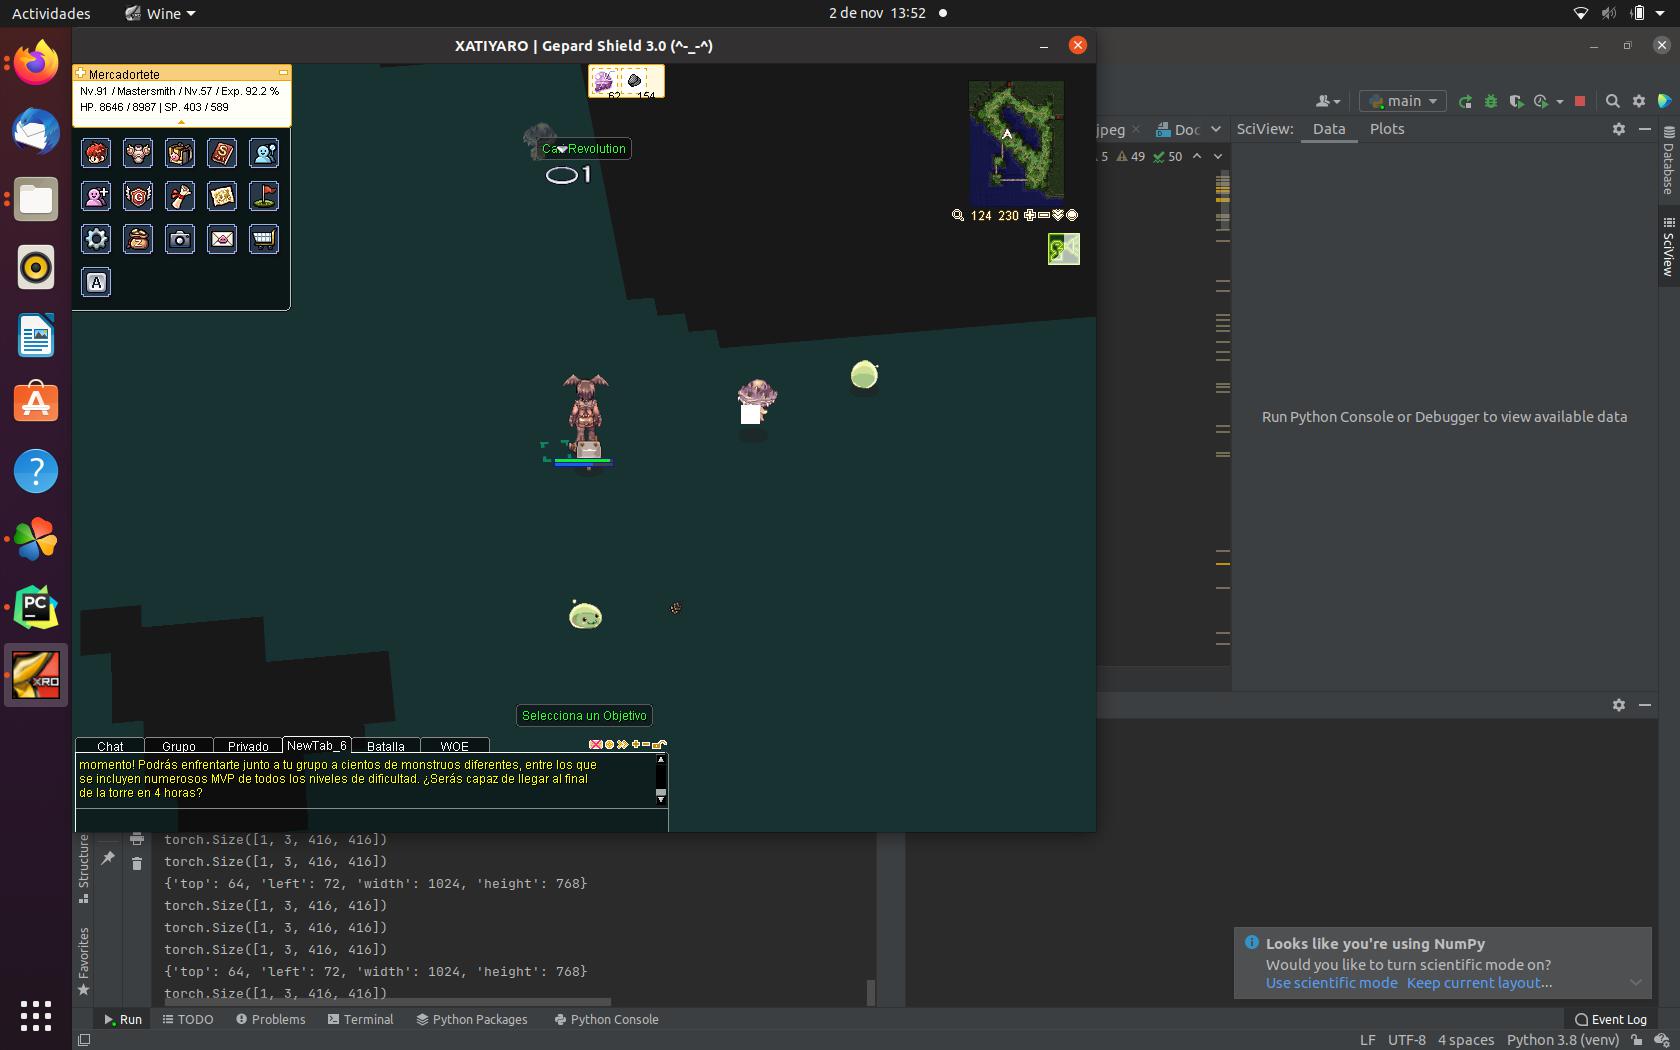 Actividades
Wine
2 de nov 13:52
XATIYARO | Gepard Shield 3.0 (^-_-^)
Mercadortete
Nv.91 / Mastersmith / Nv.57 / Exp. 92.2 %
HP. 8646 / 8987 | SP. 403 / 589
62 154
Cart Revolution
1
124 230
A
Selecciona un Objetivo
Chat Grupo Privado NewTab_6 Batalla WOE
momento! Podrás enfrentarte junto a tu grupo a cientos de monstruos diferentes, entre los que
se incluyen numerosos MVP de todos los niveles de dificultad. ¿Serás capaz de llegar al final
de la torre en 4 horas?
main
jpeg
Doc
SciView: Data Plots
5 49 50
Database
SciView
Run Python Console or Debugger to view available data
PC
XRO
Structure
Favorites
torch.Size([1, 3, 416, 416])
torch.Size([1, 3, 416, 416])
{'top': 64, 'left': 72, 'width': 1024, 'height': 768}
torch.Size([1, 3, 416, 416])
torch.Size([1, 3, 416, 416])
torch.Size([1, 3, 416, 416])
{'top': 64, 'left': 72, 'width': 1024, 'height': 768}
torch.Size([1, 3, 416, 416])
Looks like you're using NumPy
Would you like to turn scientific mode on?
Use scientific mode Keep current layout...
Run TODO Problems Terminal Python Packages Python Console
Event Log
LF UTF-8 4 spaces Python 3.8 (venv)